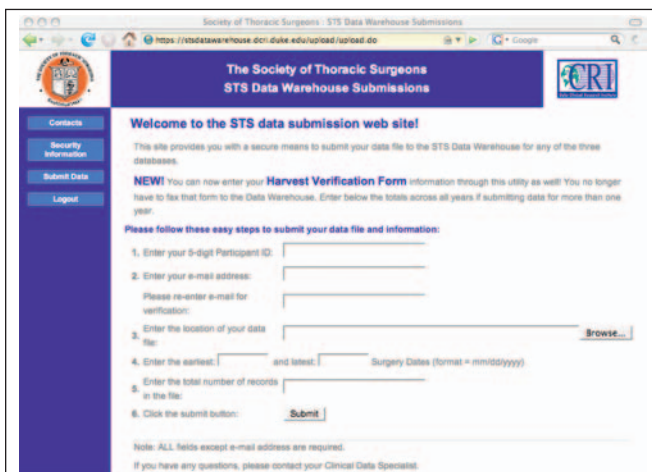 Society of Thoracic Surgeons : STS Data Warehouse Submissions
https://stsdatawarehouse.dcri.duke.edu/upload/upload.do
Google
The Society of Thoracic Surgeons
STS Data Warehouse Submissions
CRI
Contacts
Security
Information
Submit Data
Logout
Welcome to the STS data submission web site!
This site provides you with a secure means to submit your data file to the STS Data Warehouse for any of the three
databases.
NEW! You can now enter your Harvest Verification Form information through this utility as well! You no longer
have to fax that form to the Data Warehouse. Enter below the totals across all years if submitting data for more than one
year.
Please follow these easy steps to submit your data file and information:
1. Enter your 5-digit Participant ID:
2. Enter your e-mail address:
Please re-enter e-mail for
verification:
3. Enter the location of your data
file:
Browse...
4. Enter the earliest: and latest: Surgery Dates (format = mm/dd/yyyy)
5. Enter the total number of records
in the file:
6. Click the submit button: Submit
Note: ALL fields except e-mail address are required.
If you have any questions, please contact your Clinical Data Specialist.